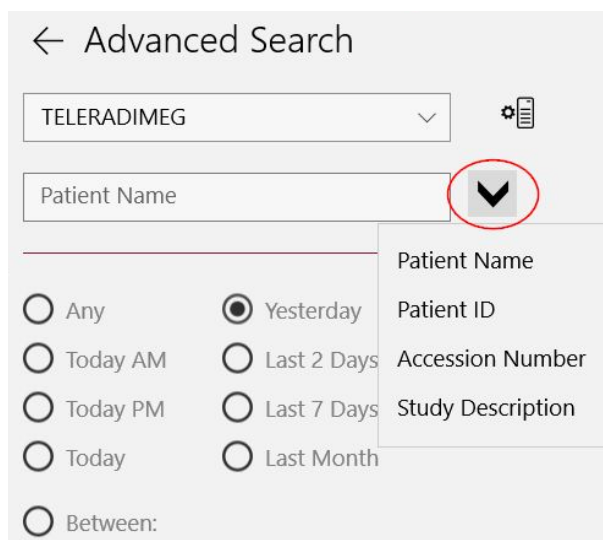 Advanced Search
TELERADIMEG
Patient Name
Patient Name
Patient ID
Accession Number
Study Description
Any
Yesterday
Today AM
Last 2 Days
Today PM
Last 7 Days
Today
Last Month
Between: